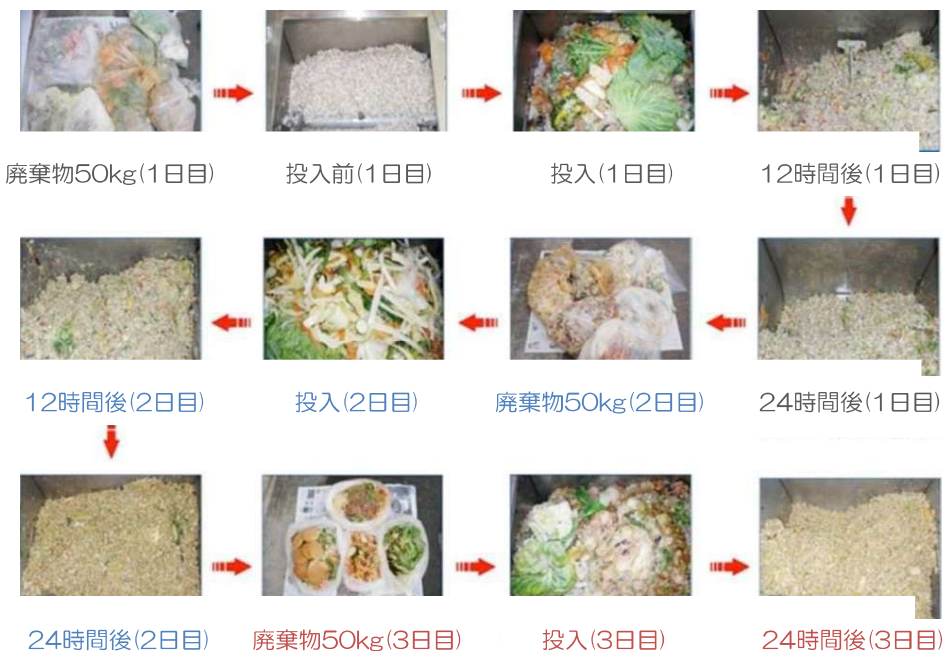 廃棄物50kg(1日目)
投入前(1日目)
投入(1日目)
12時間後(1日目)
24時間後(1日目)
廃棄物50kg(2日目)
投入(2日目)
12時間後(2日目)
24時間後(2日目)
廃棄物50kg(3日目)
投入(3日目)
24時間後(3日目)